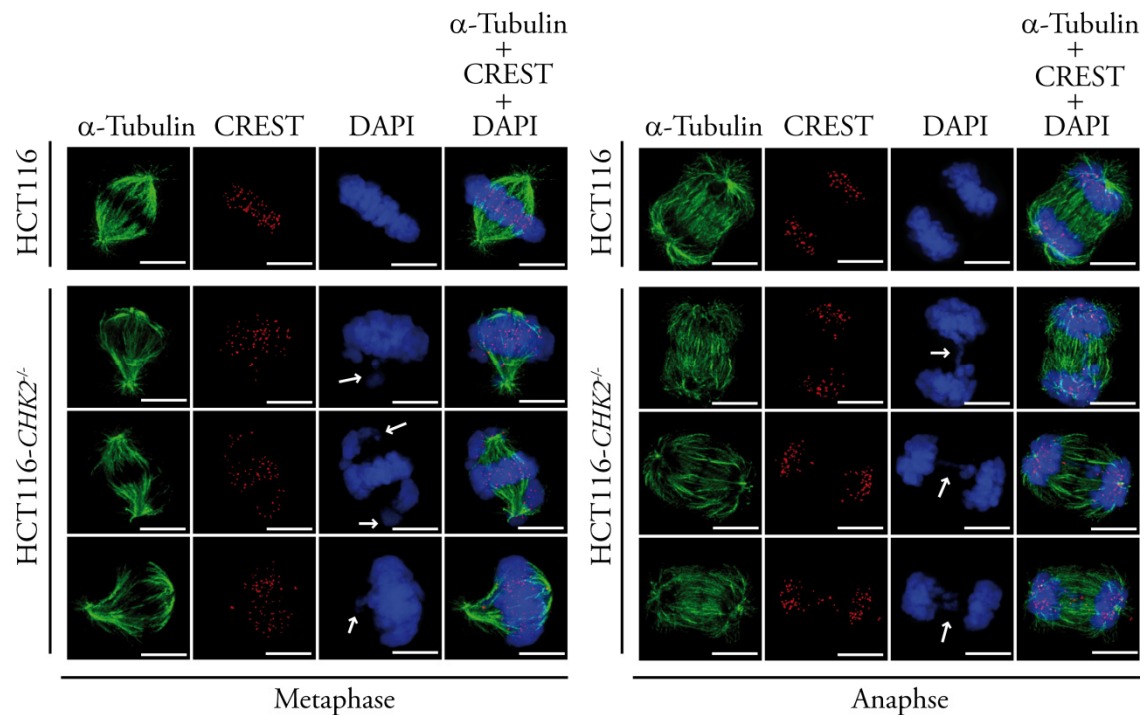 α-Tubulin
+
CREST
+
DAPI
α-Tubulin CREST DAPI
HCT116
HCT116-CHK2-/-
Metaphase
α-Tubulin
+
CREST
+
DAPI
α-Tubulin CREST DAPI
HCT116
HCT116-CHK2-/-
Anaphse